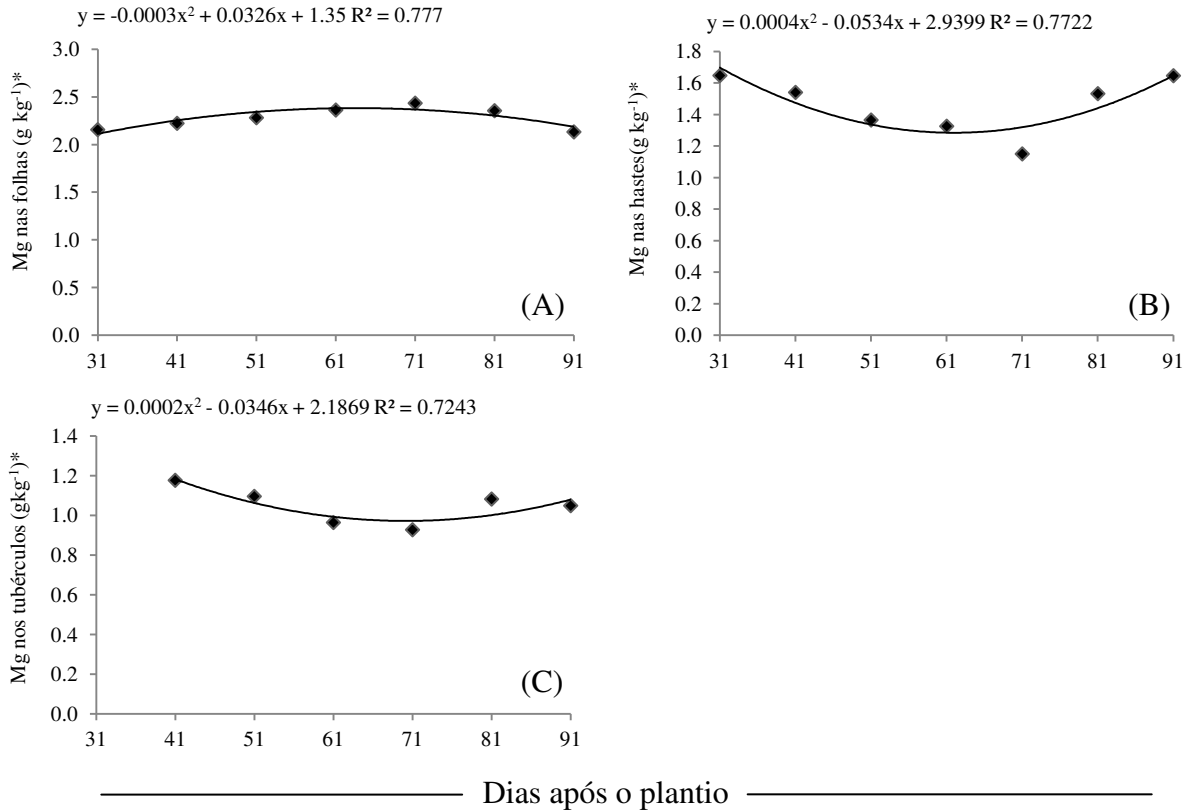 y = -0.0003x² + 0.0326x + 1.35 R² = 0.777
Mg nas folhas (g kg⁻¹)*
3.0
2.5
2.0
1.5
1.0
0.5
0.0
(A)
31 41 51 61 71 81 91
y = 0.0004x² - 0.0534x + 2.9399 R² = 0.7722
Mg nas hastes(g kg⁻¹)*
1.8
1.6
1.4
1.2
1.0
0.8
0.6
0.4
0.2
0.0
(B)
31 41 51 61 71 81 91
y = 0.0002x² - 0.0346x + 2.1869 R² = 0.7243
Mg nos tubérculos (gkg⁻¹)*
1.4
1.2
1.0
0.8
0.6
0.4
0.2
0.0
(C)
31 41 51 61 71 81 91
Dias após o plantio